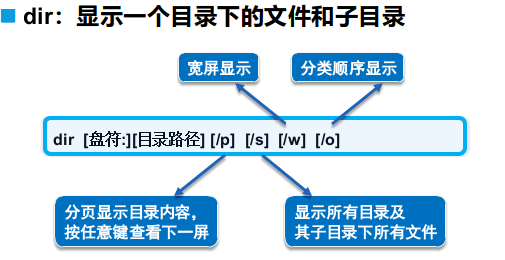 dir：显示一个目录下的文件和子目录
宽屏显示
分类顺序显示
dir [盘符:][目录路径] [/p] [/s] [/w] [/o]
分页显示目录内容，
按任意键查看下一屏
显示所有目录及
其子目录下所有文件